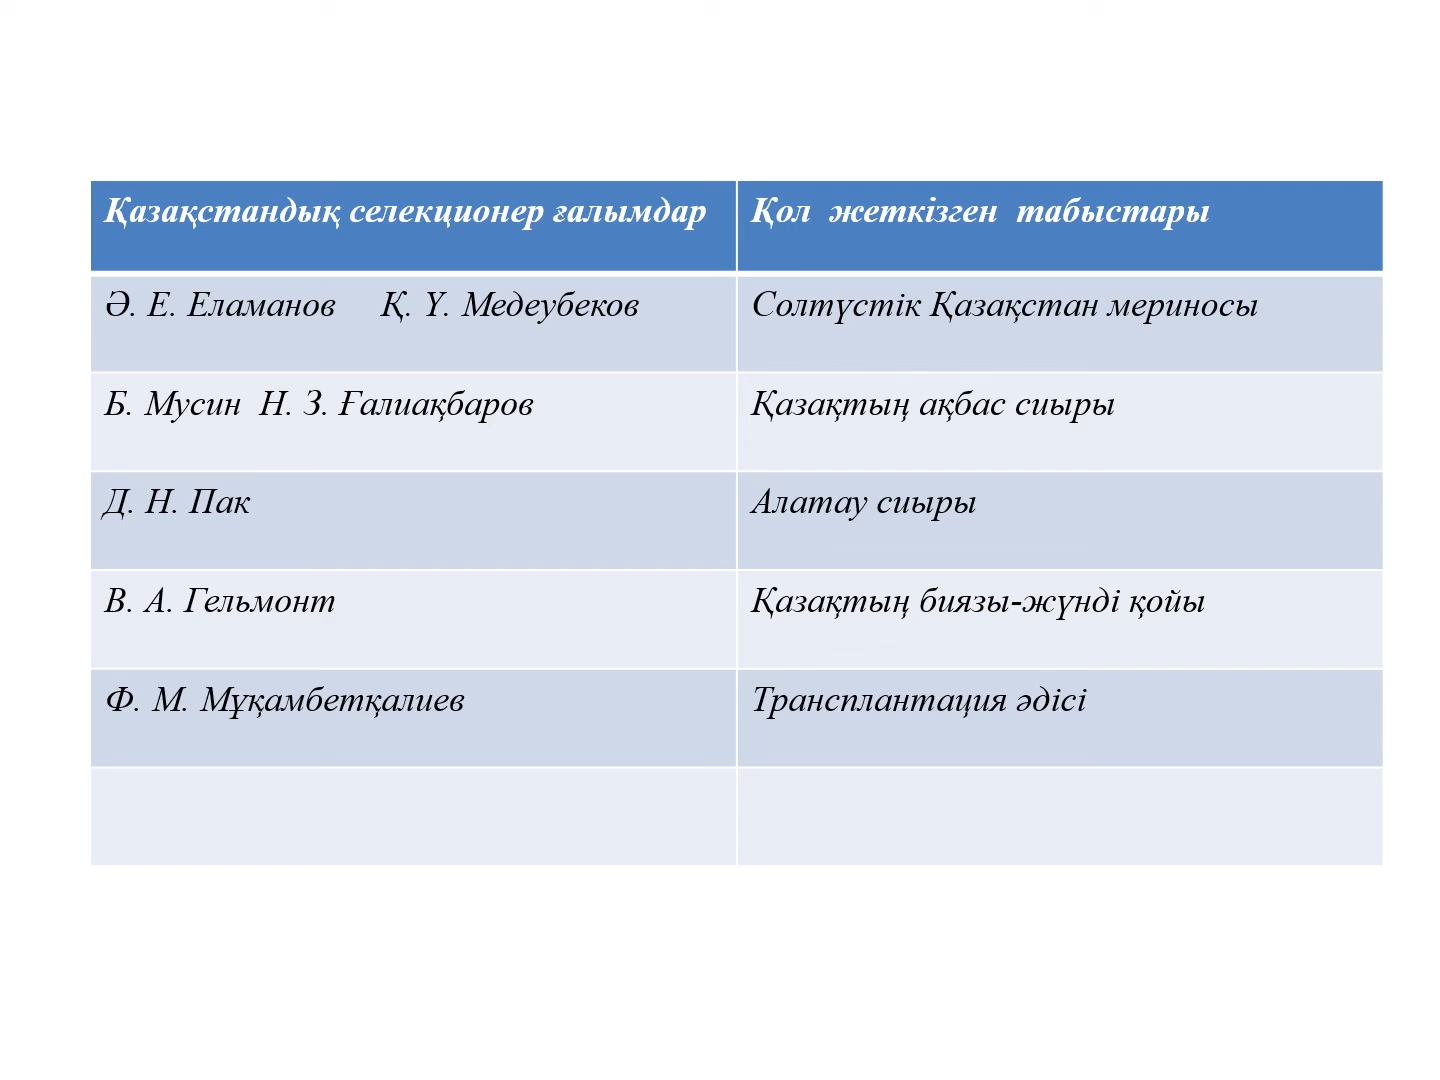 Қазақстандық селекционер ғалымдар
Қол жеткізген табыстары
Ә. Е. Еламанов Қ. Ү. Медеубеков
Солтүстік Қазақстан мериносы
Б. Мусин Н. З. Ғалиақбаров
Қазақтың ақбас сиыры
Д. Н. Пак
Алатау сиыры
В. А. Гельмонт
Қазақтың биязы-жүнді қойы
Ф. М. Мұқамбетқалиев
Трансплантация әдісі